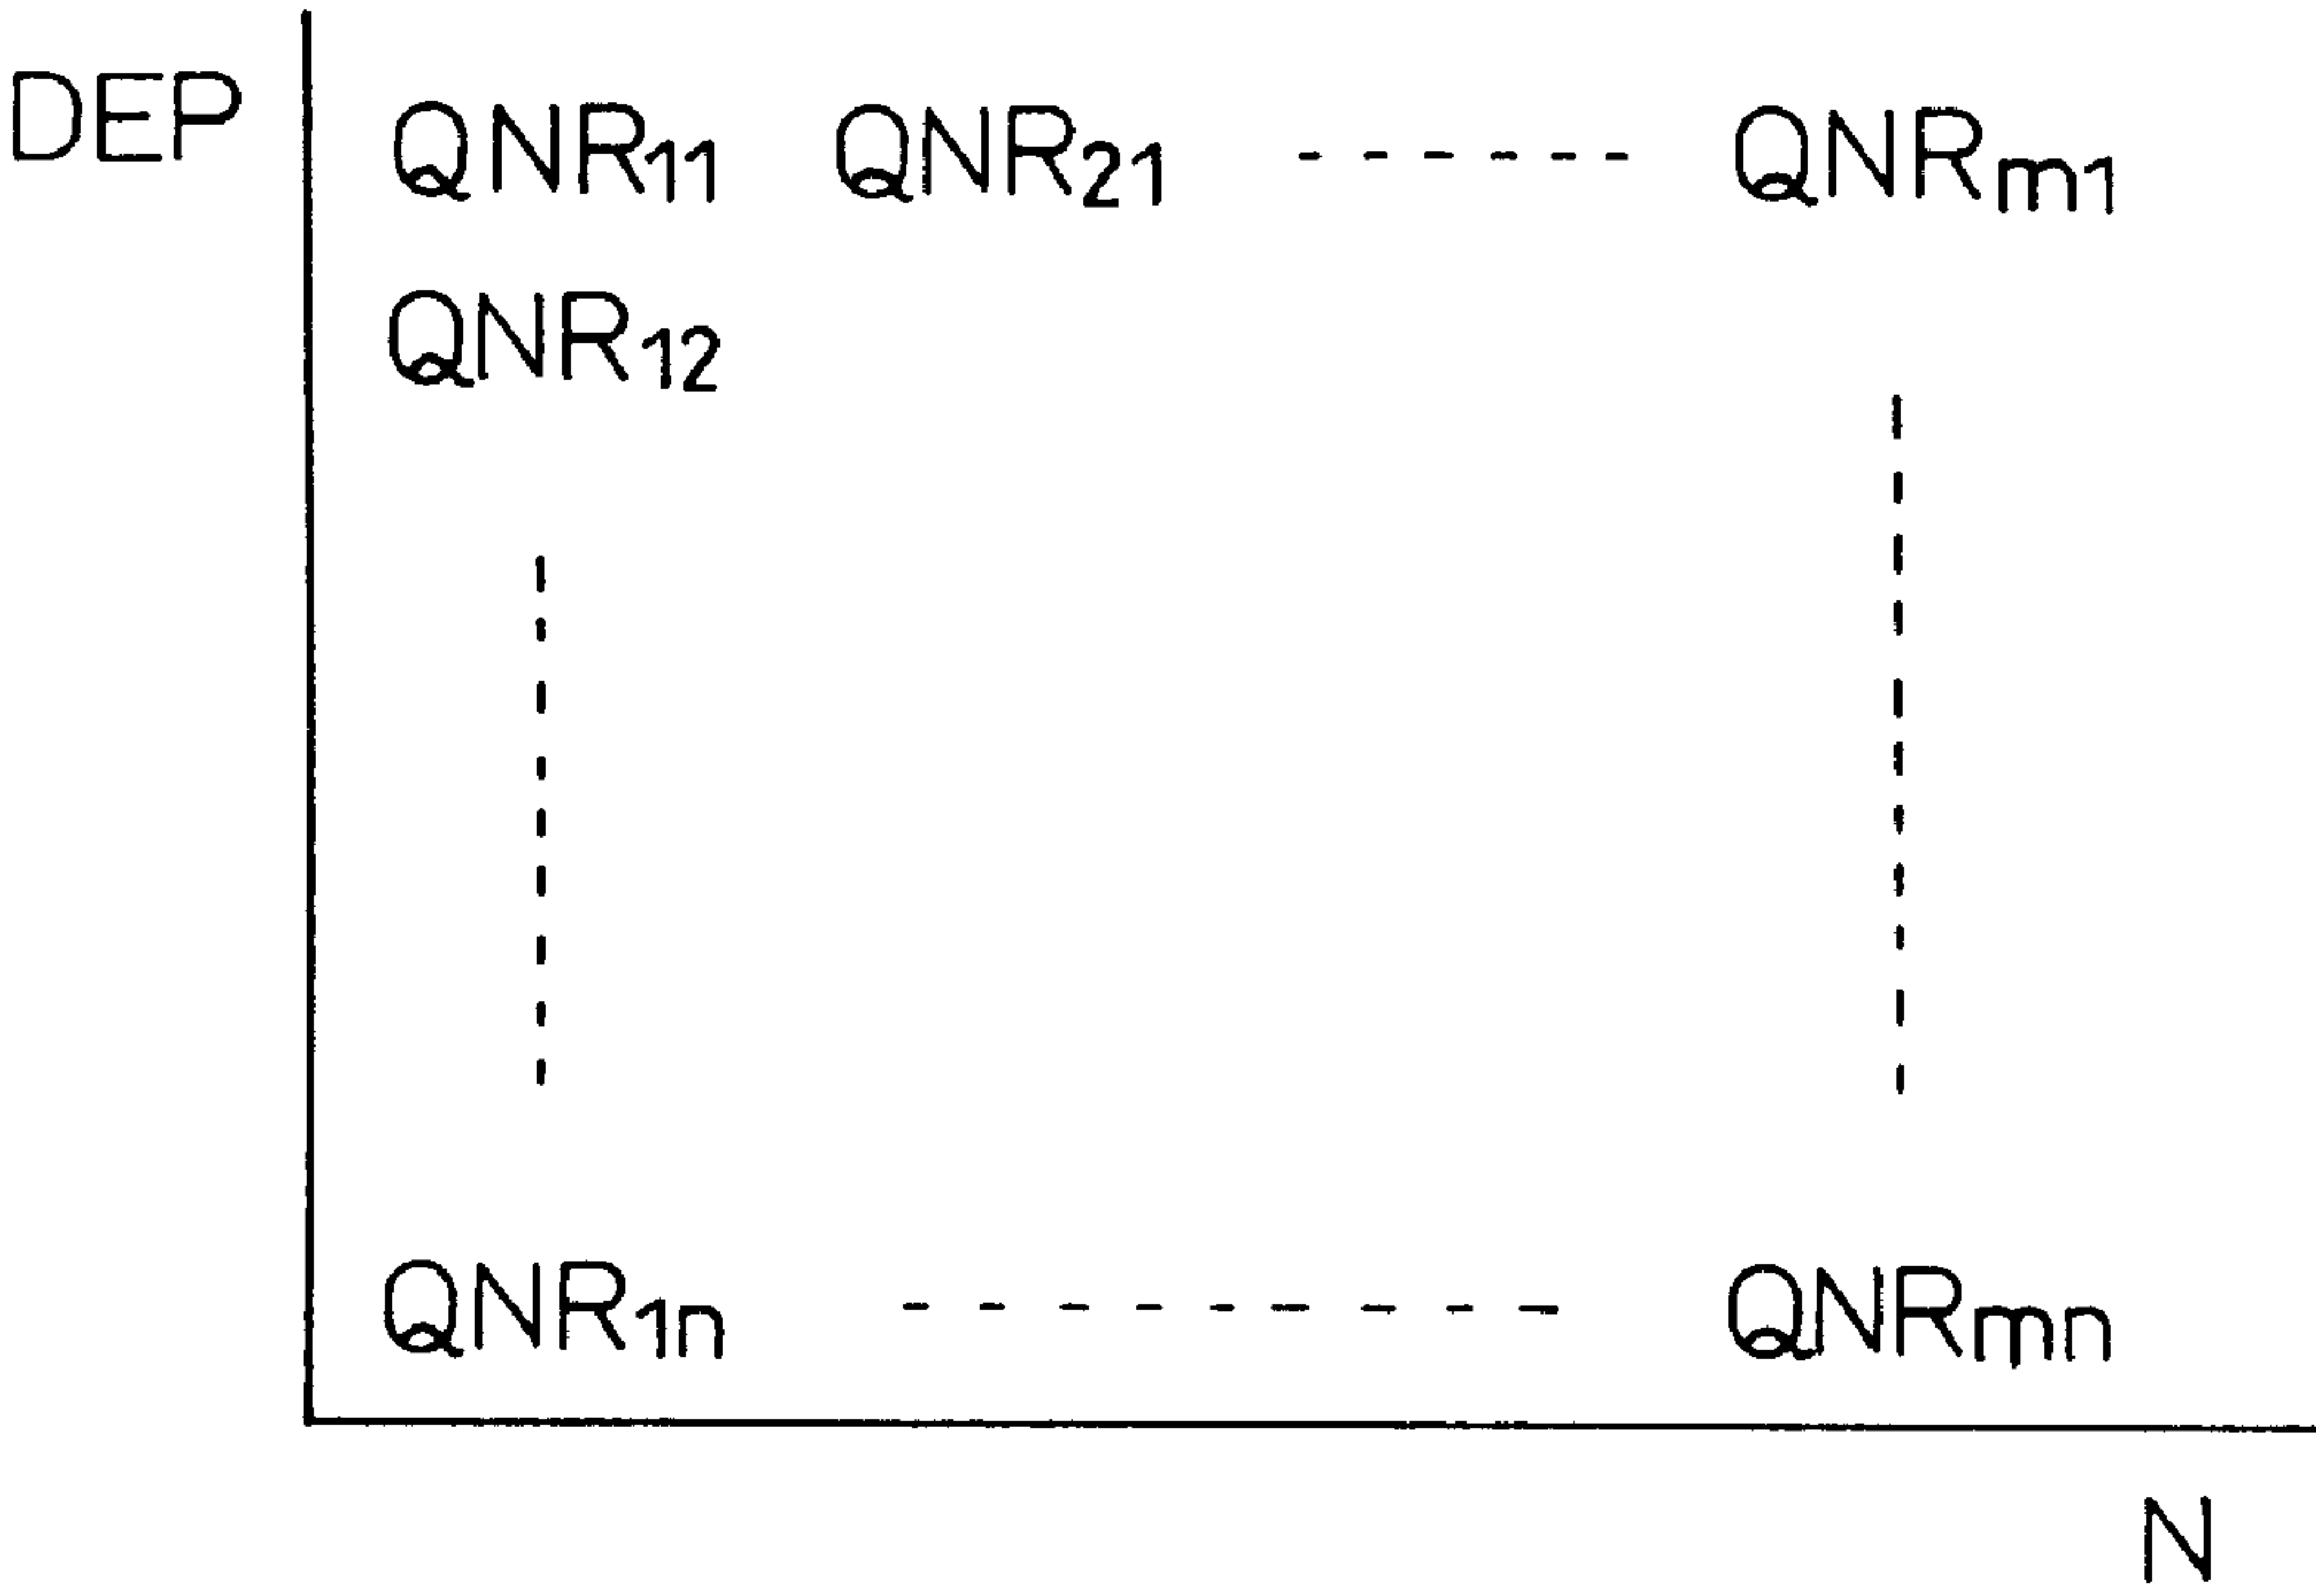 DEP QNR₁₁ QNR₂₁ ------ QNRₘ₁
QNR₁₂
QNR₁ₙ --------- QNRₘₙ
N